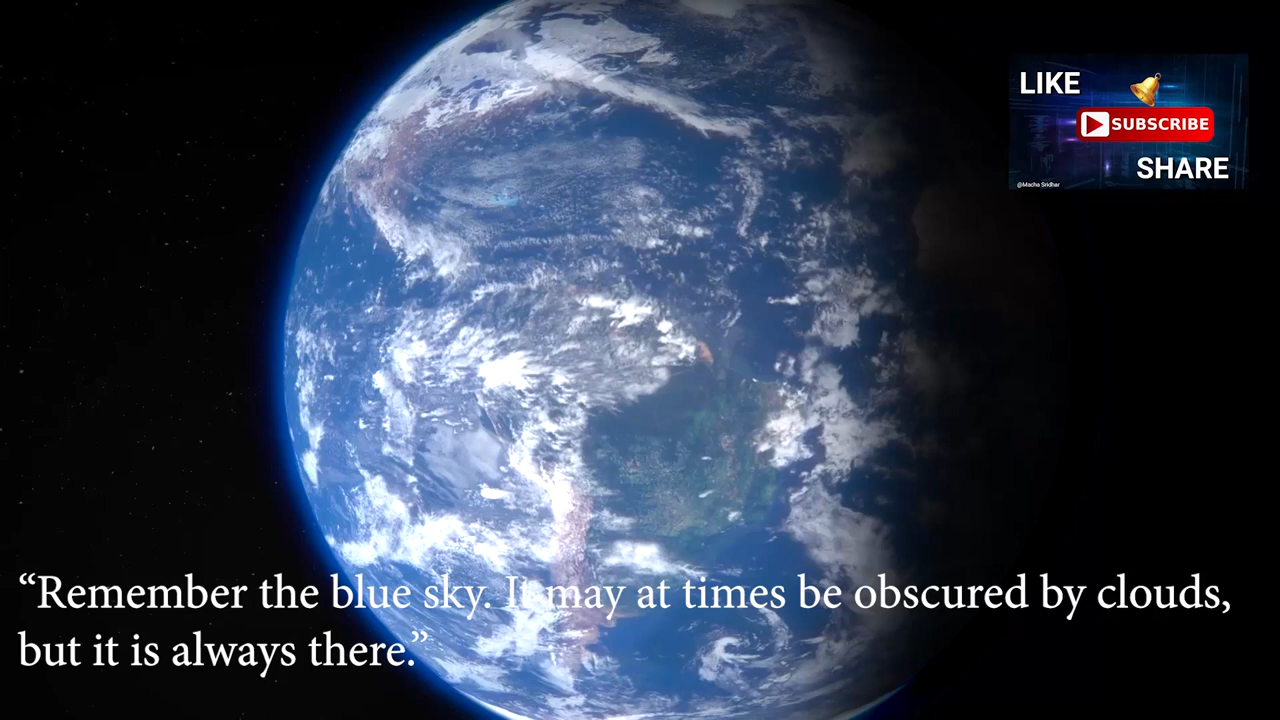 LIKE
SUBSCRIBE
SHARE
@Macha Sridhar
“Remember the blue sky. It may at times be obscured by clouds,
but it is always there.”